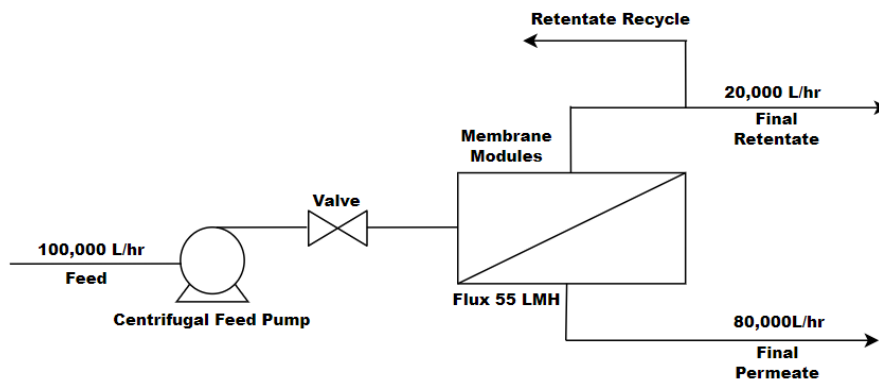 Retentate Recycle
20,000 L/hr
Final
Retentate
Membrane
Modules
Valve
100,000 L/hr
Feed
Centrifugal Feed Pump
Flux 55 LMH
80,000L/hr
Final
Permeate